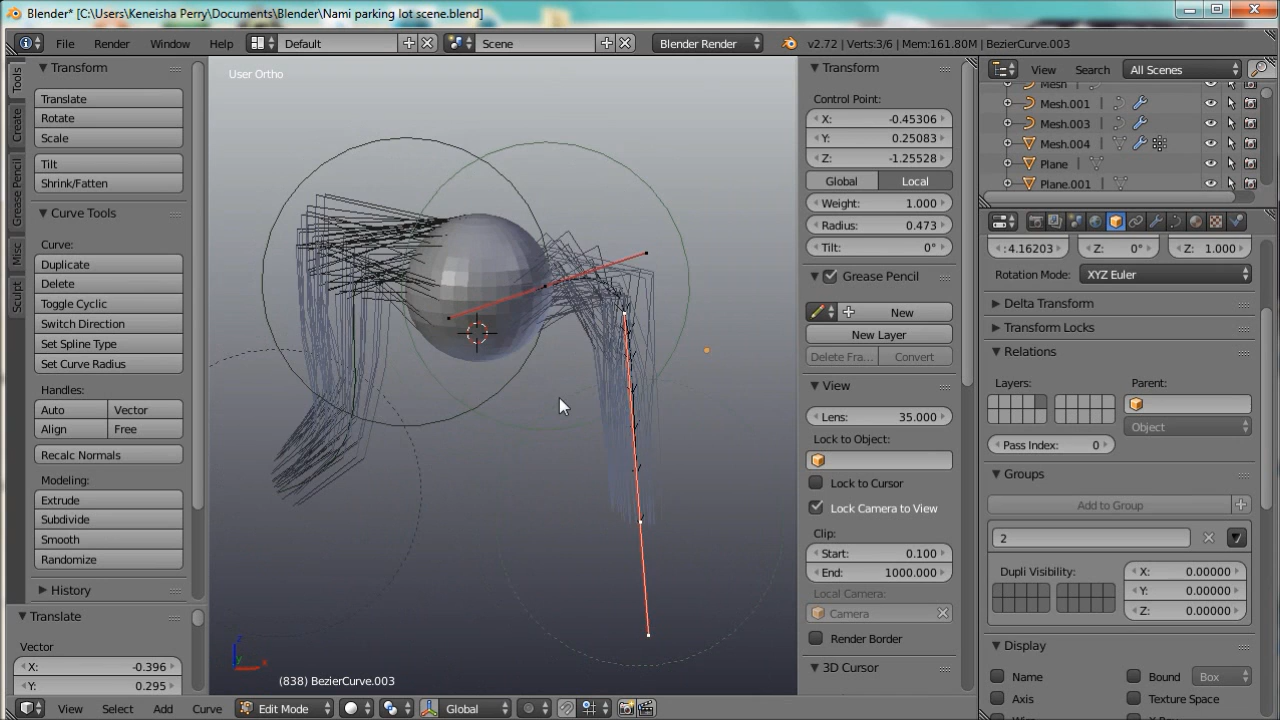 Blender* [C:\Users\Keneisha Perry\Documents\Blender\Nami parking lot scene.blend]
File Render Window Help Default Scene Blender Render v2.72 | Verts:3/6 | Mem:161.80M | BezierCurve.003
Tools
Create
Grease Pencil
Misc
Sculpt
Transform
Translate
Rotate
Scale
Tilt
Shrink/Fatten
Curve Tools
Curve:
Duplicate
Delete
Toggle Cyclic
Switch Direction
Set Spline Type
Set Curve Radius
Handles:
Auto Vector
Align Free
Recalc Normals
Modeling:
Extrude
Subdivide
Smooth
Randomize
History
Translate
Vector
X: -0.396
Y: 0.295
User Ortho
(838) BezierCurve.003
View Select Add Curve Edit Mode Global
Transform
Control Point:
X: -0.45306
Y: 0.25083
Z: -1.25528
Global Local
Weight: 1.000
Radius: 0.473
Tilt: 0°
Grease Pencil
New
New Layer
Delete Fra... Convert
View
Lens: 35.000
Lock to Object:
Lock to Cursor
Lock Camera to View
Clip:
Start: 0.100
End: 1000.000
Local Camera:
Camera
Render Border
3D Cursor
View Search All Scenes
Mesh
Mesh.001
Mesh.003
Mesh.004
Plane
Plane.001
:4.16203 Z: 0° Z: 1.000
Rotation Mode: XYZ Euler
Delta Transform
Transform Locks
Relations
Layers: Parent:
Object
Pass Index: 0
Groups
Add to Group
2
Dupli Visibility: X: 0.00000
Y: 0.00000
Z: 0.00000
Display
Name Bound Box
Axis Texture Space